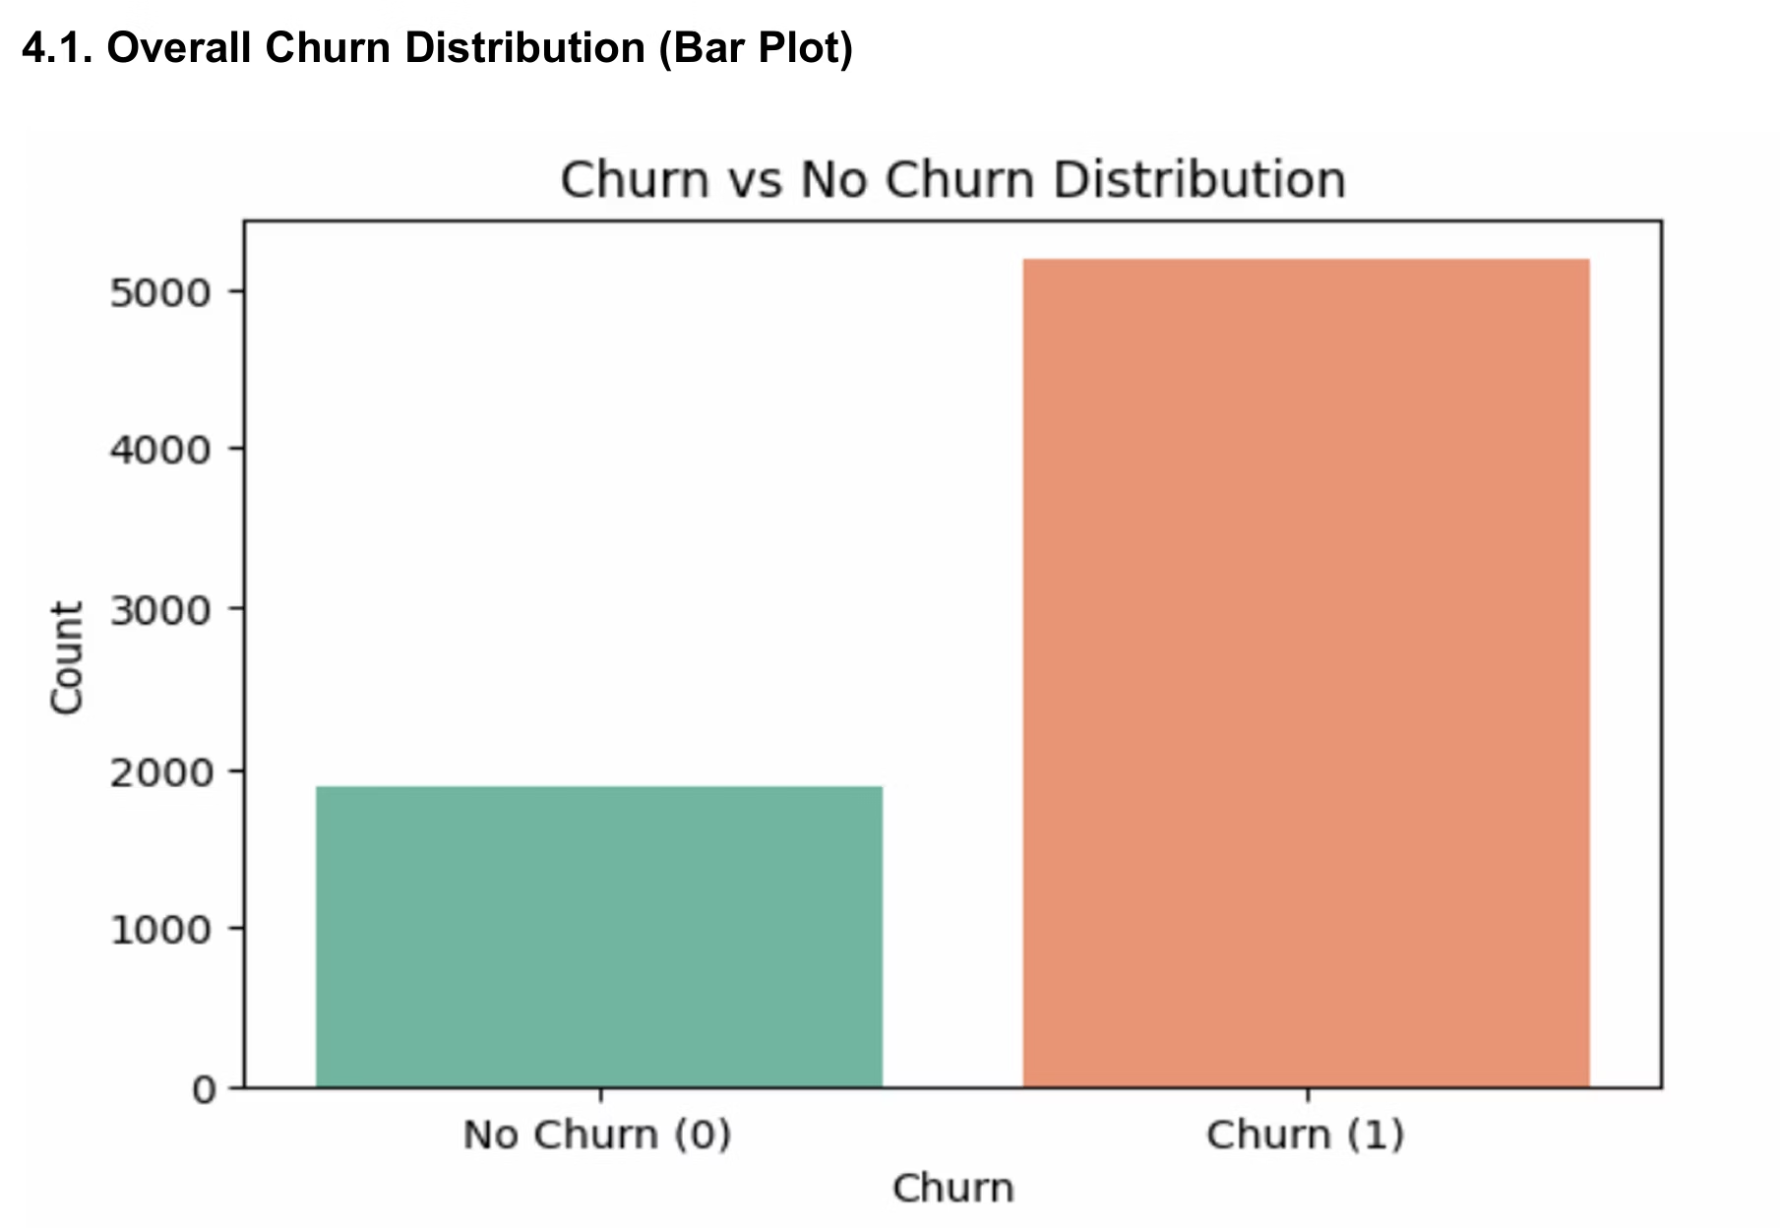 4.1. Overall Churn Distribution (Bar Plot)
Churn vs No Churn Distribution
5000
4000
3000
2000
1000
0
Count
No Churn (0)
Churn (1)
Churn